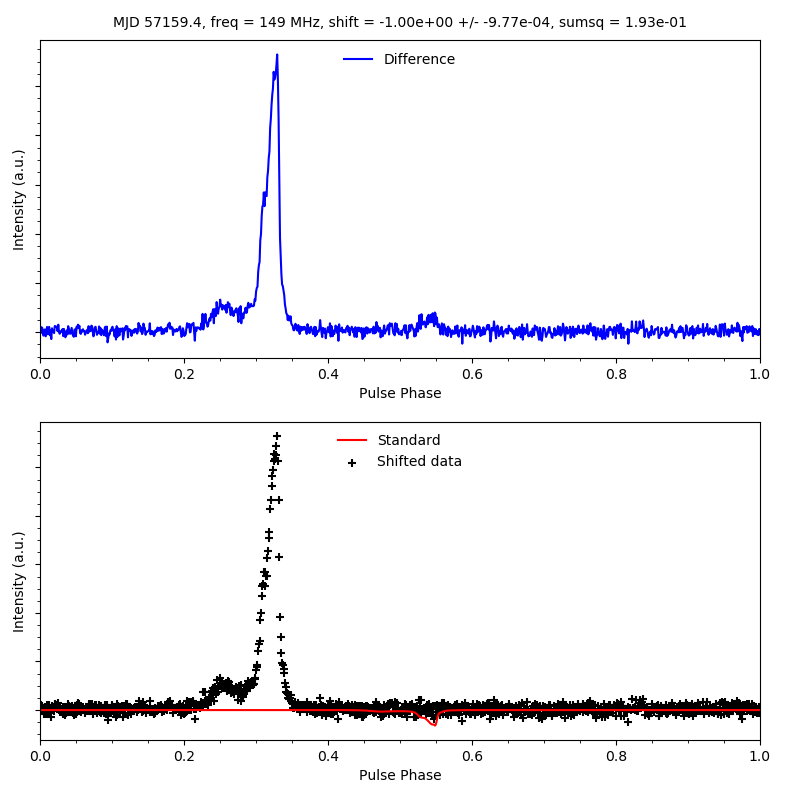 MJD 57159.4, freq = 149 MHz, shift = -1.00e+00 +/- -9.77e-04, sumsq = 1.93e-01
Difference
Intensity (a.u.)
0.0 0.2 0.4 0.6 0.8 1.0
Pulse Phase
Standard
Shifted data
Intensity (a.u.)
0.0 0.2 0.4 0.6 0.8 1.0
Pulse Phase